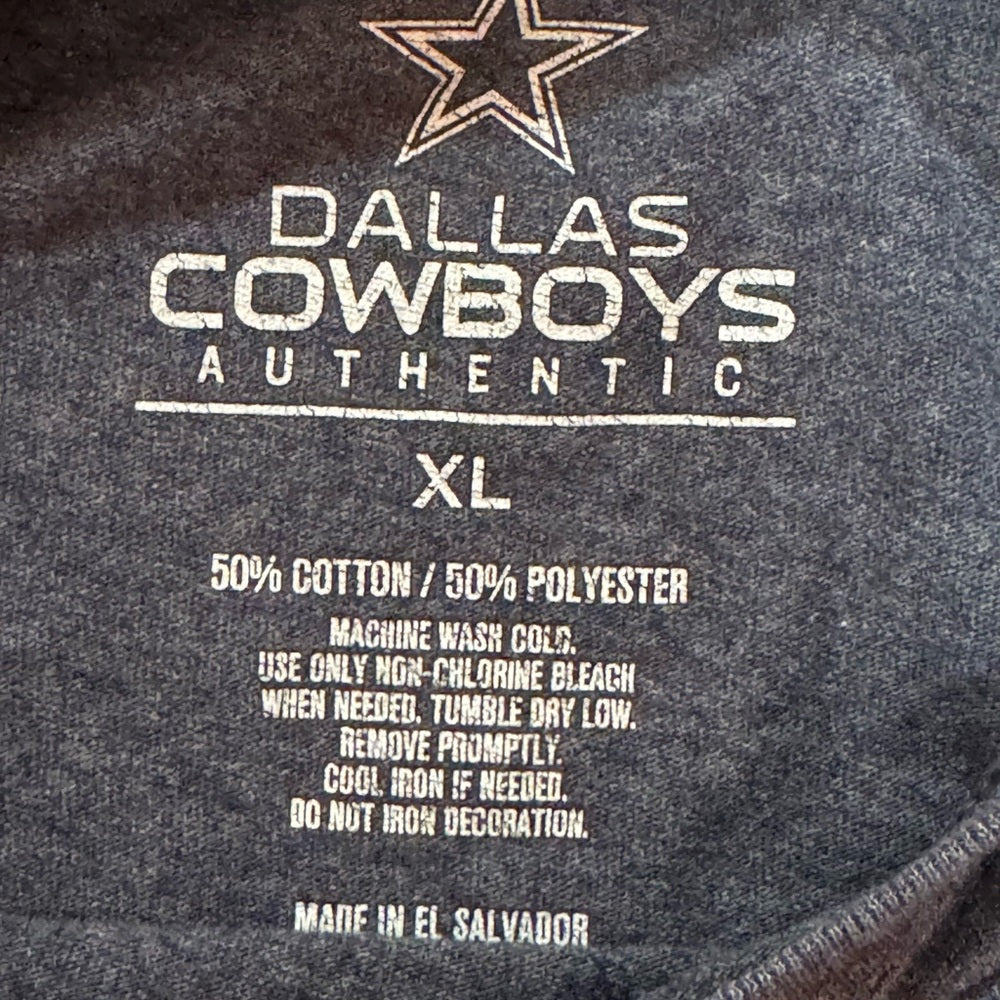 DALLAS
COWBOYS
AUTHENTIC
XL
50% COTTON / 50% POLYESTER
MACHINE WASH COLD.
USE ONLY NON-CHLORINE BLEACH
WHEN NEEDED. TUMBLE DRY LOW.
REMOVE PROMPTLY.
COOL IRON IF NEEDED.
DO NOT IRON DECORATION.
MADE IN EL SALVADOR